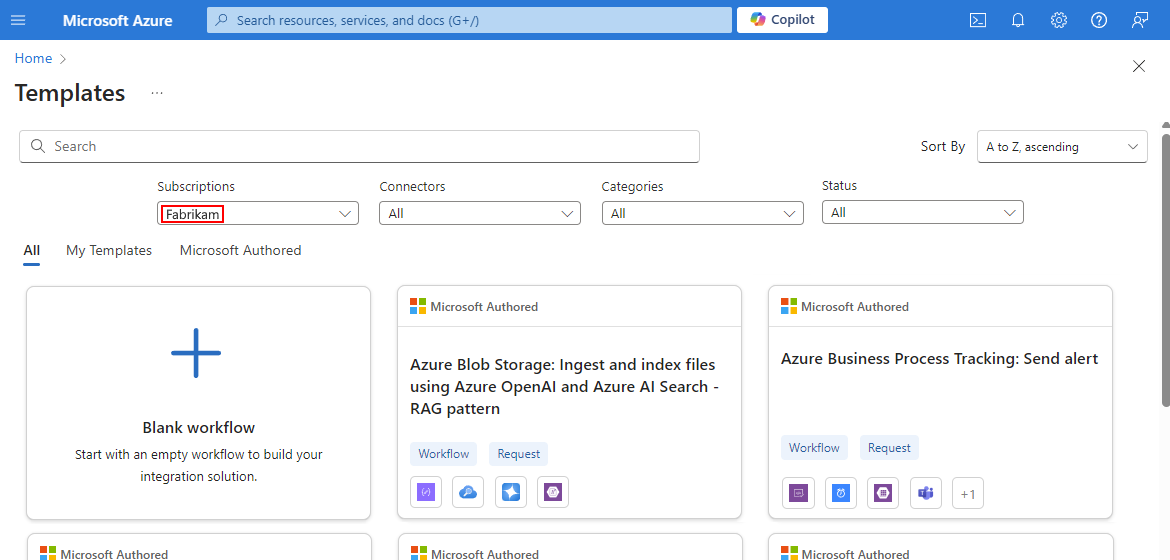 Microsoft Azure
Search resources, services, and docs (G+/)
Copilot
Home
Templates
...
Search
Sort By
A to Z, ascending
Subscriptions
Connectors
Categories
Status
Fabrikam
All
All
All
All
My Templates
Microsoft Authored
Blank workflow
Start with an empty workflow to build your
integration solution.
Microsoft Authored
Azure Blob Storage: Ingest and index files
using Azure OpenAI and Azure AI Search -
RAG pattern
Workflow
Request
Microsoft Authored
Azure Business Process Tracking: Send alert
Workflow
Request
+1
Microsoft Authored
Microsoft Authored
Microsoft Authored